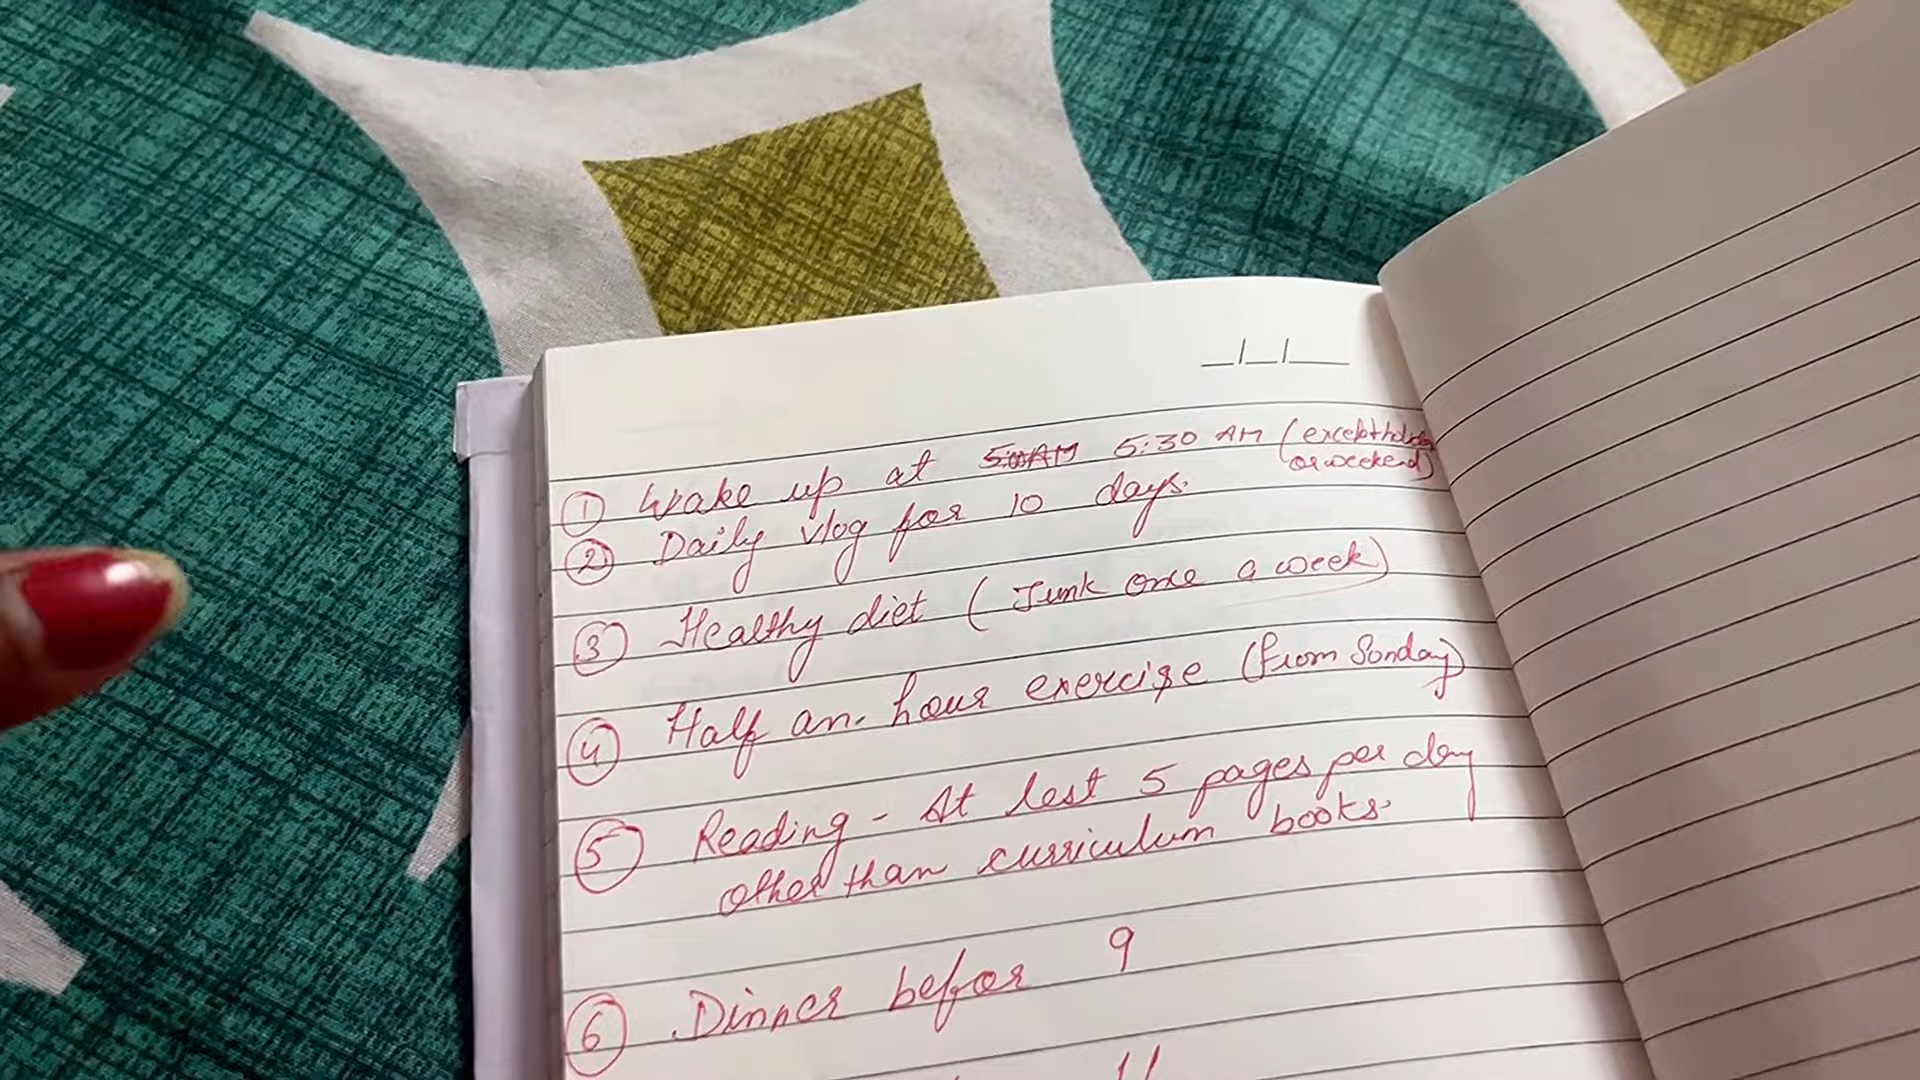 ① Wake up at 5:00AM 5:30 AM (except holiday
or weekend)
② Daily vlog for 10 days.
③ Healthy diet (Junk once a week)
④ Half an hour exercise (from Sonday)
⑤ Reading - At lest 5 pages per day
other than curriculum books.
⑥ Dinner befor 9
11